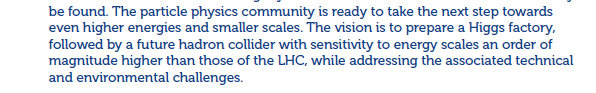 be found. The particle physics community is ready to take the next step towards
even higher energies and smaller scales. The vision is to prepare a Higgs factory,
followed by a future hadron collider with sensitivity to energy scales an order of
magnitude higher than those of the LHC, while addressing the associated technical
and environmental challenges.